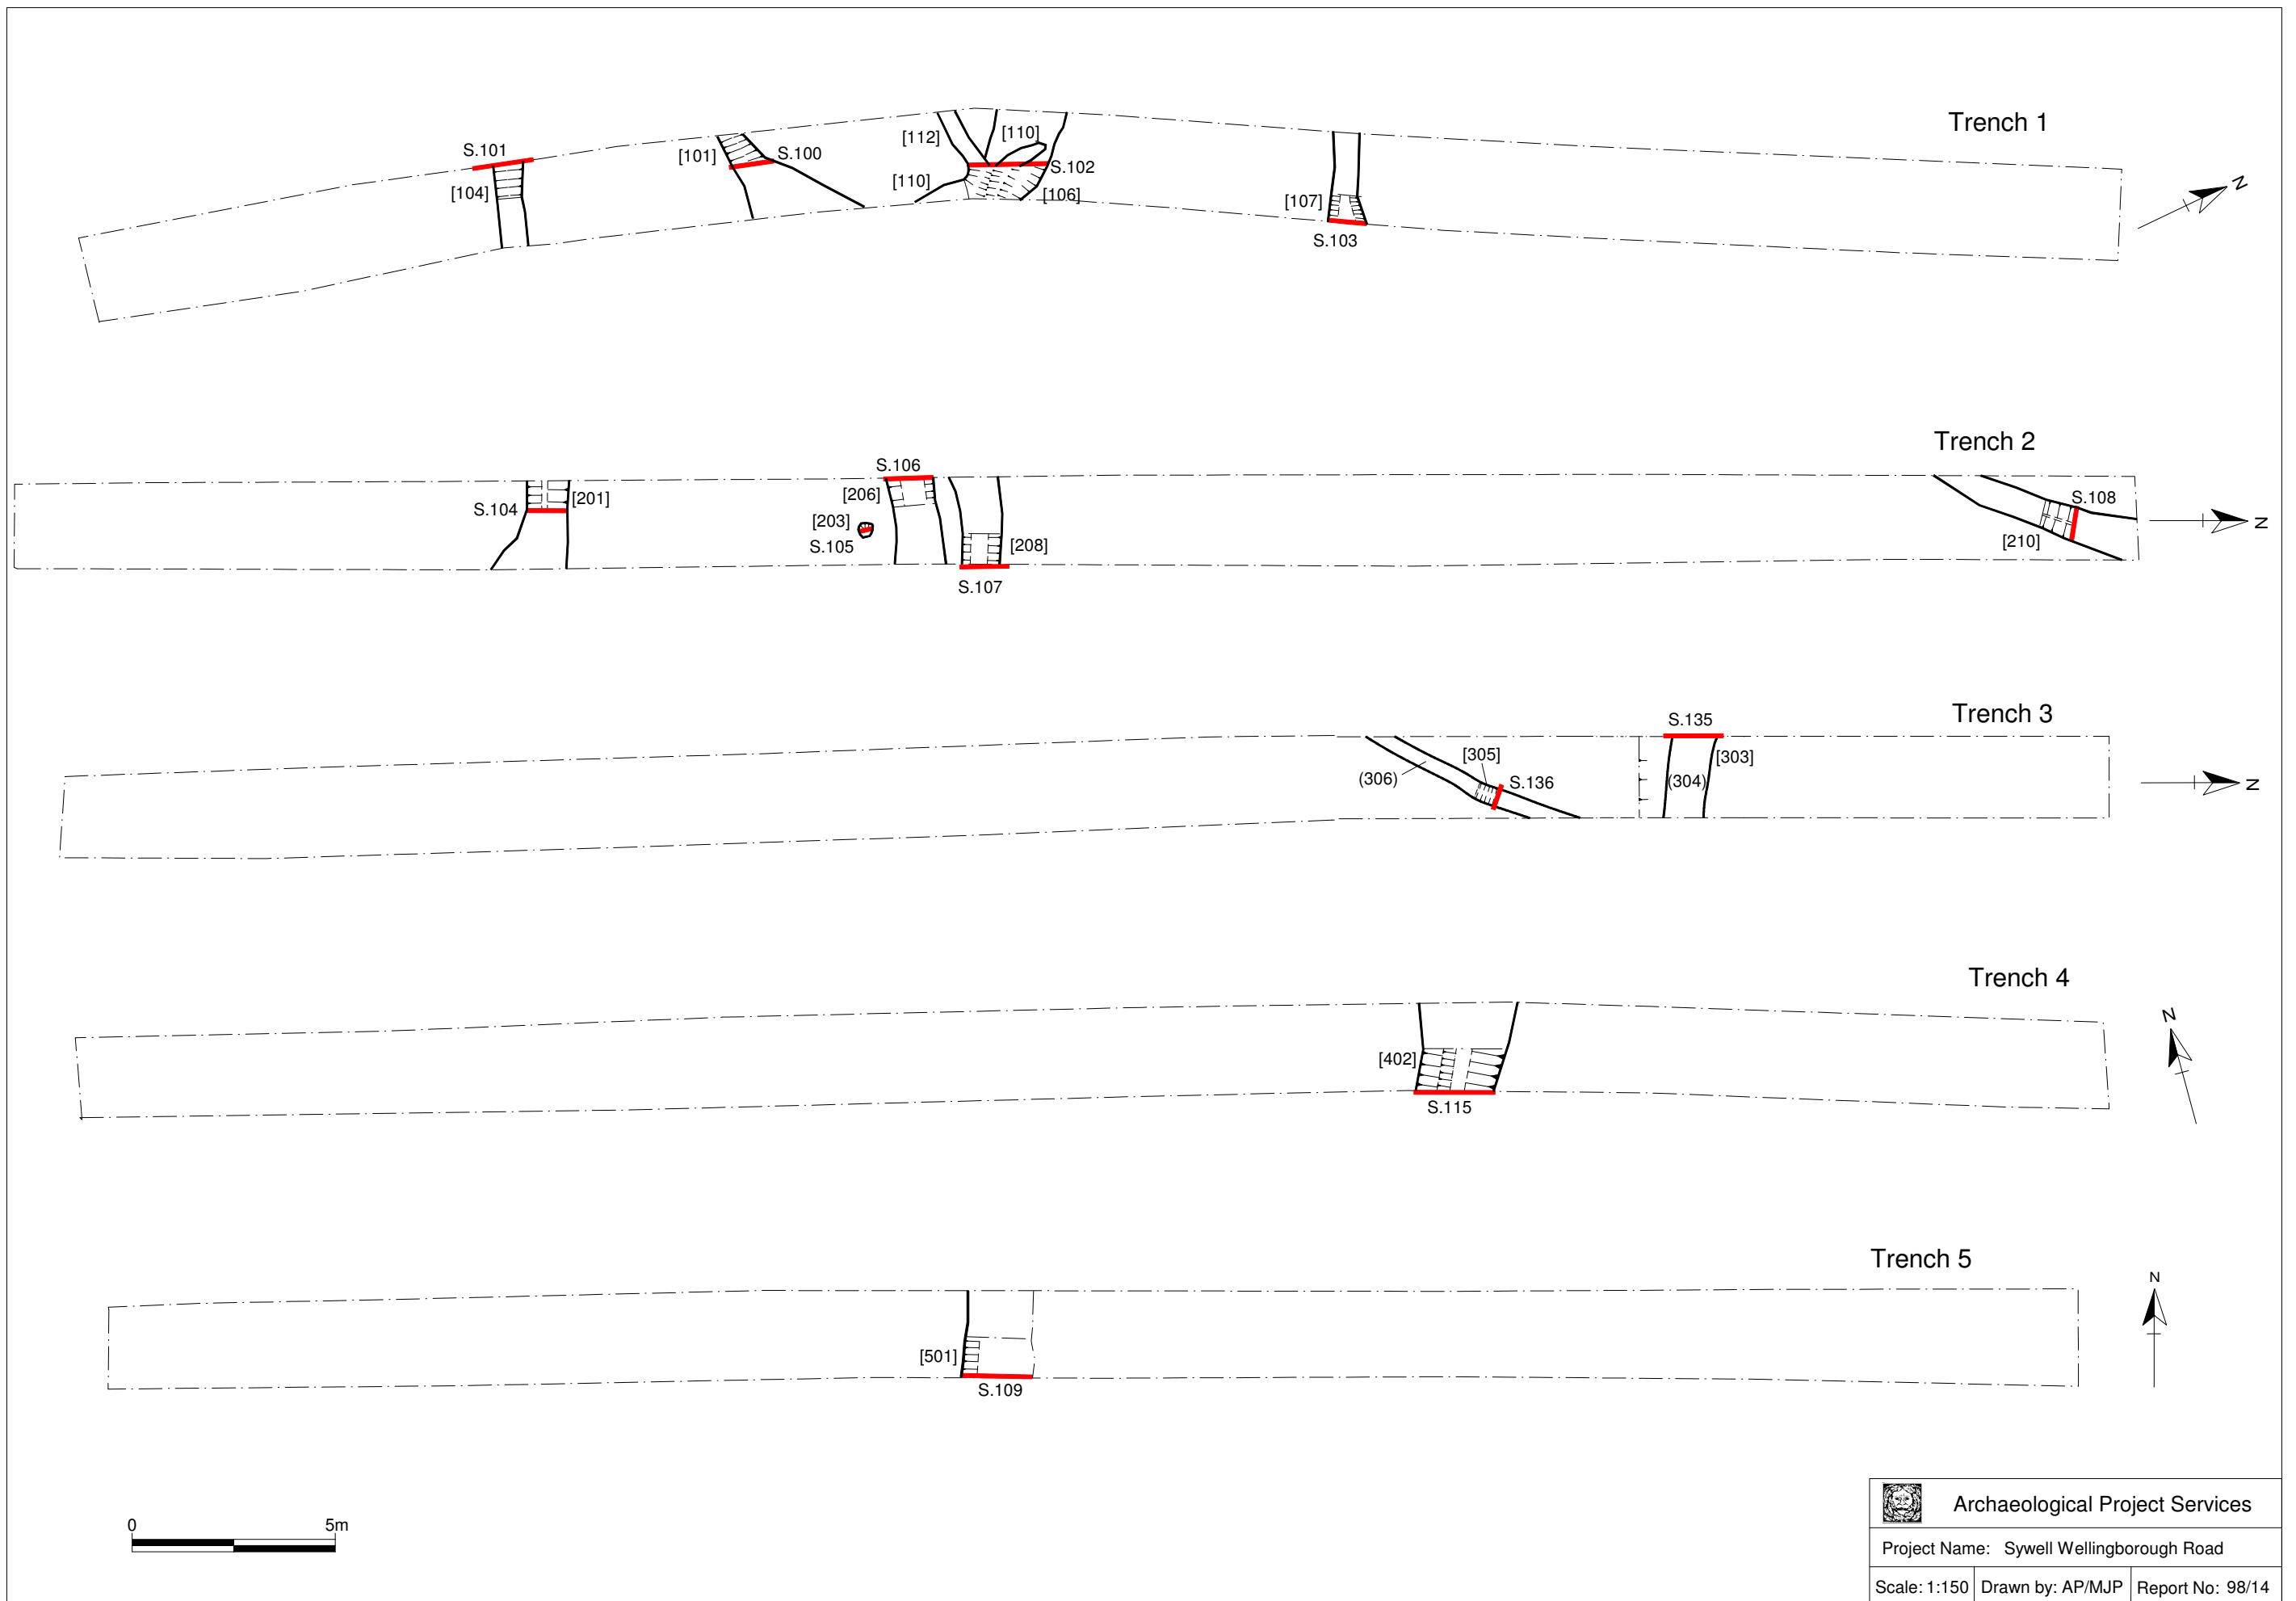 Trench 1
S.101
[104]
[101]
S.100
[112]
[110]
S.102
[110]
[106]
[107]
S.103
N
Trench 2
S.104
[201]
S.106
[206]
[203]
S.105
[208]
S.107
S.108
[210]
N
Trench 3
S.135
[305]
(306)
S.136
(304)
[303]
N
Trench 4
[402]
S.115
N
Trench 5
[501]
S.109
N
0 5m
Archaeological Project Services
Project Name: Sywell Wellingborough Road
Scale: 1:150 Drawn by: AP/MJP Report No: 98/14